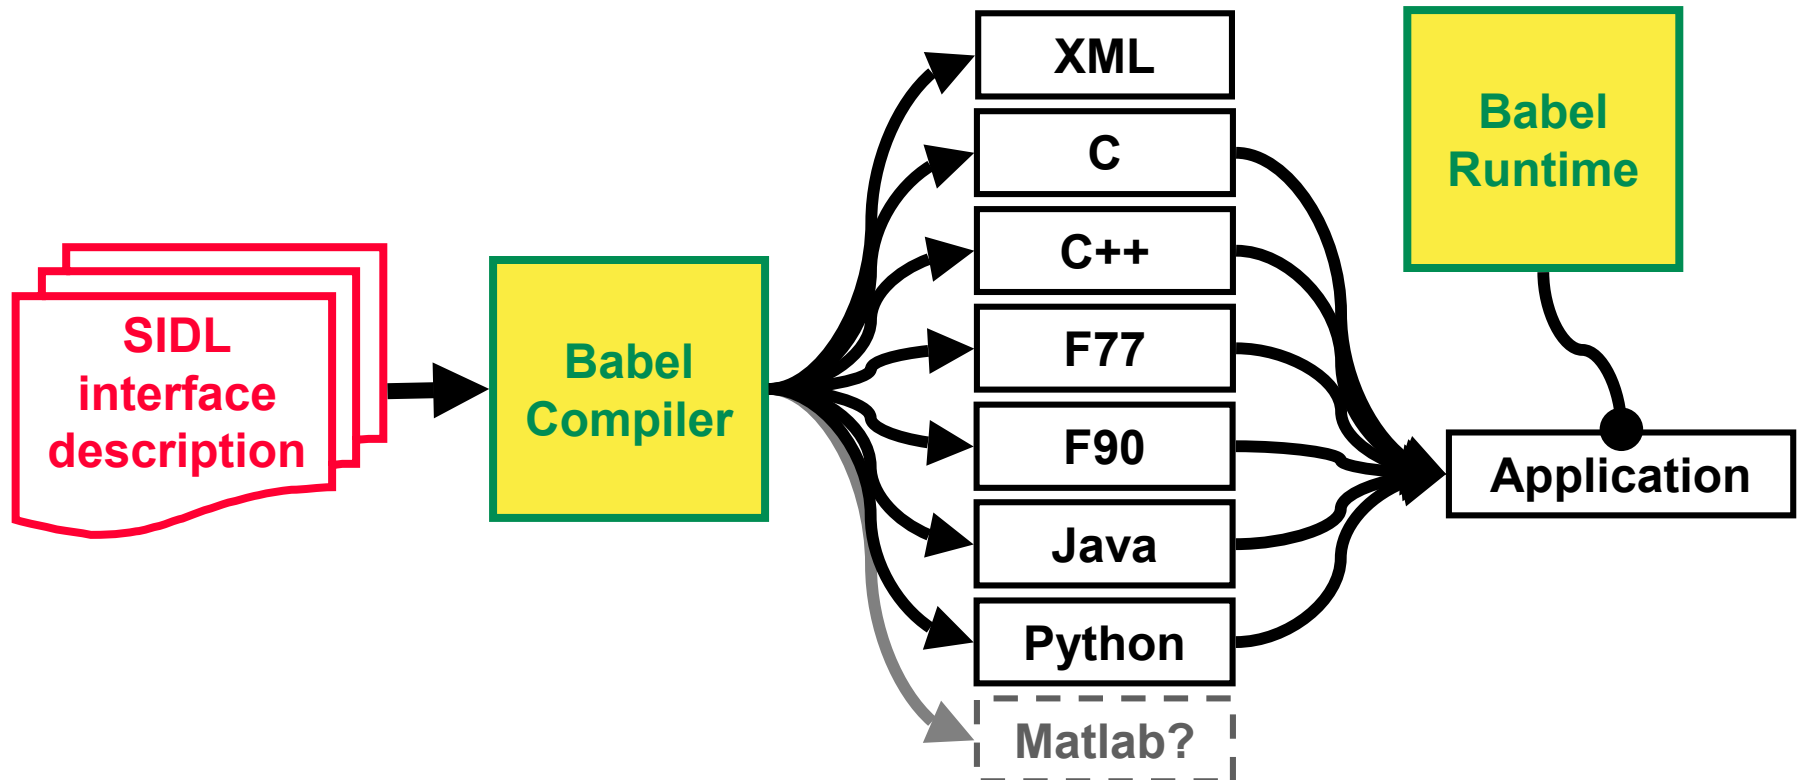 SIDL
interface
description
Babel
Compiler
XML
C
C++
F77
F90
Java
Python
Matlab?
Babel
Runtime
Application